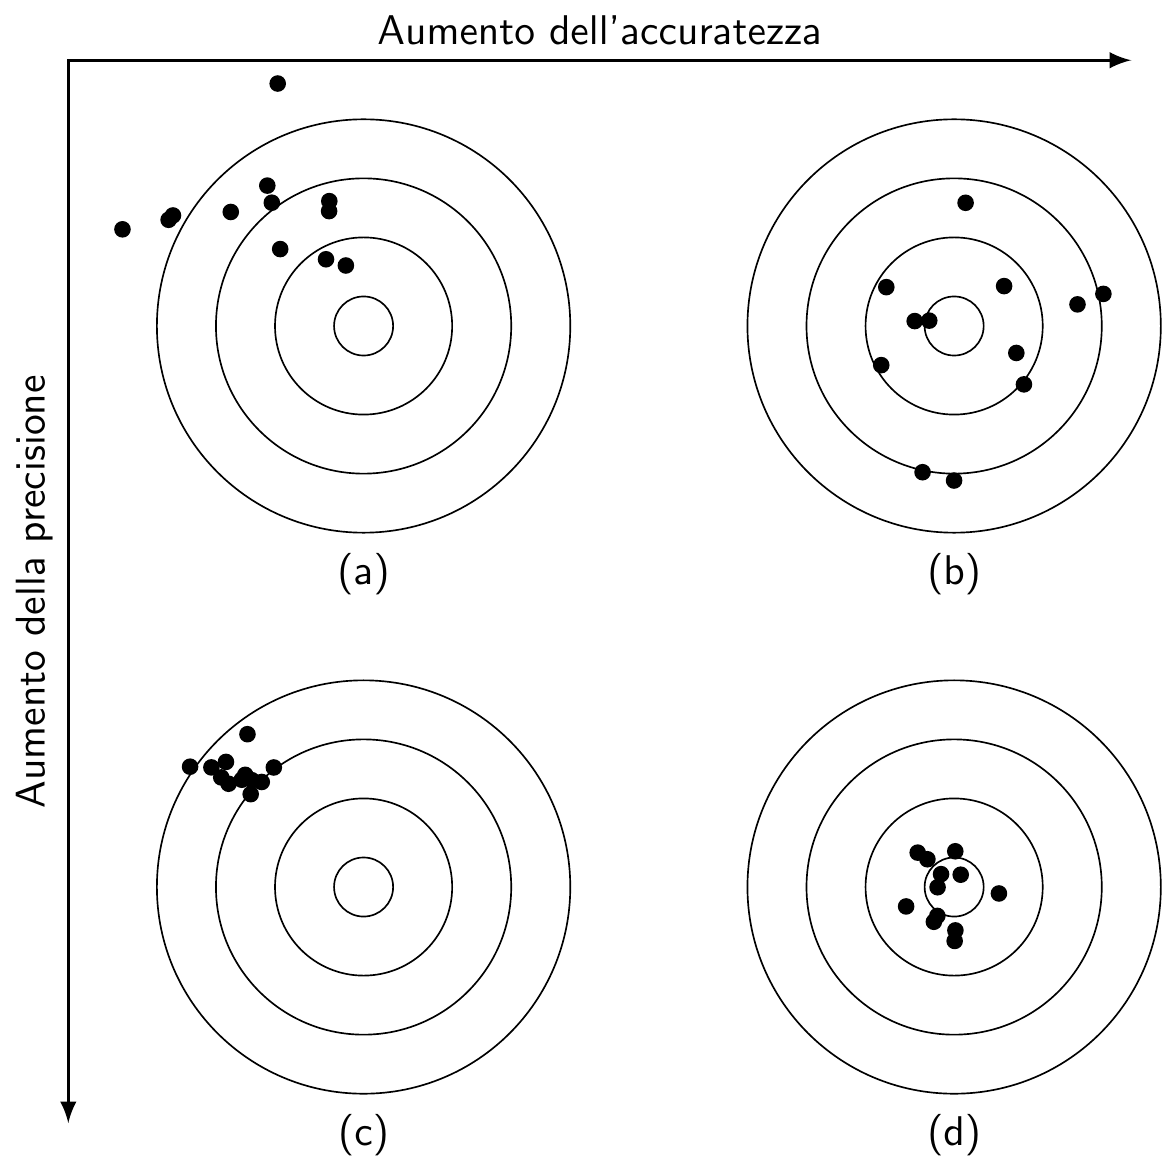 Aumento dell'accuratezza
Aumento della precisione
(a)
(b)
(c)
(d)